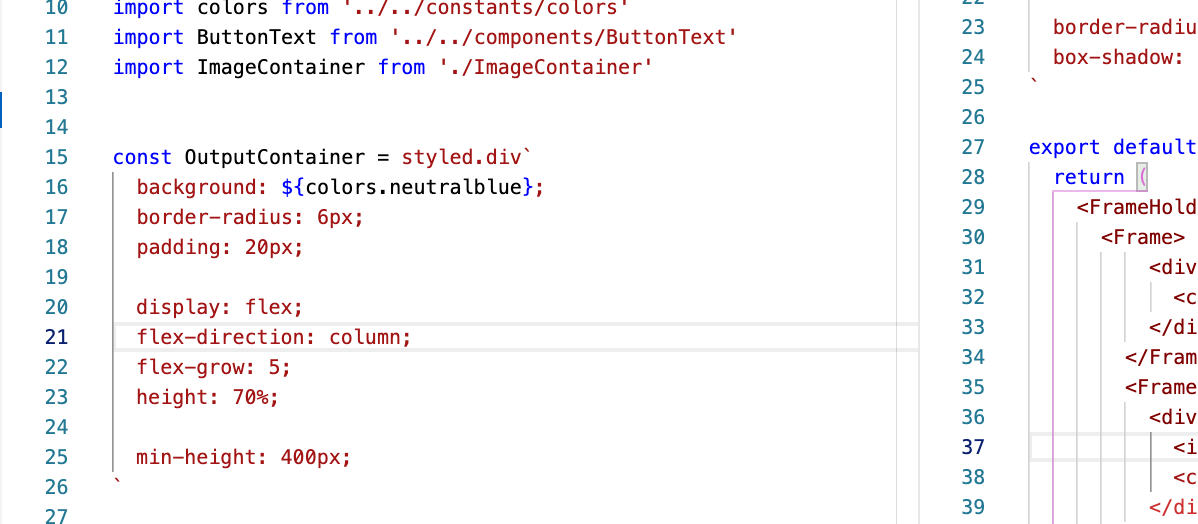 10 import colors from '../../constants/colors'
11 import ButtonText from '../../components/ButtonText'
12 import ImageContainer from './ImageContainer'
13
14
15 const OutputContainer = styled.div`
16 background: ${colors.neutralblue};
17 border-radius: 6px;
18 padding: 20px;
19
20 display: flex;
21 flex-direction: column;
22 flex-grow: 5;
23 height: 70%;
24
25 min-height: 400px;
26 `
27
22
23 border-radiu
24 box-shadow:
25 `
26
27 export default
28 return (
29 <FrameHold
30 <Frame>
31 <div
32 <c
33 </di
34 </Fram
35 <Frame
36 <div
37 <i
38 <c
39 </di